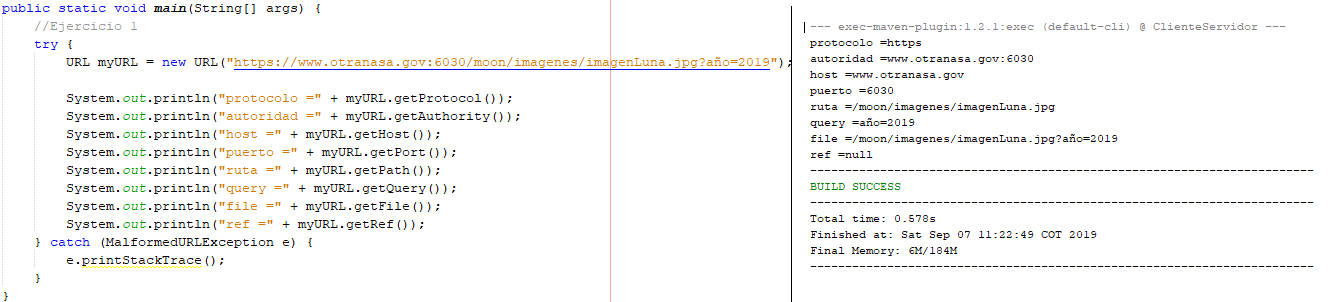 public static void main(String[] args) {
//Ejercicio 1
try {
URL myURL = new URL("https://www.otranasa.gov:6030/moon/imagenes/imagenLuna.jpg?año=2019");
System.out.println("protocolo =" + myURL.getProtocol());
System.out.println("autoridad =" + myURL.getAuthority());
System.out.println("host =" + myURL.getHost());
System.out.println("puerto =" + myURL.getPort());
System.out.println("ruta =" + myURL.getPath());
System.out.println("query =" + myURL.getQuery());
System.out.println("file =" + myURL.getFile());
System.out.println("ref =" + myURL.getRef());
} catch (MalformedURLException e) {
e.printStackTrace();
}
}
--- exec-maven-plugin:1.2.1:exec (default-cli) @ ClienteServidor ---
protocolo =https
autoridad =www.otranasa.gov:6030
host =www.otranasa.gov
puerto =6030
ruta =/moon/imagenes/imagenLuna.jpg
query =año=2019
file =/moon/imagenes/imagenLuna.jpg?año=2019
ref =null
------------------------------------------------------------------------
BUILD SUCCESS
------------------------------------------------------------------------
Total time: 0.578s
Finished at: Sat Sep 07 11:22:49 COT 2019
Final Memory: 6M/184M
------------------------------------------------------------------------